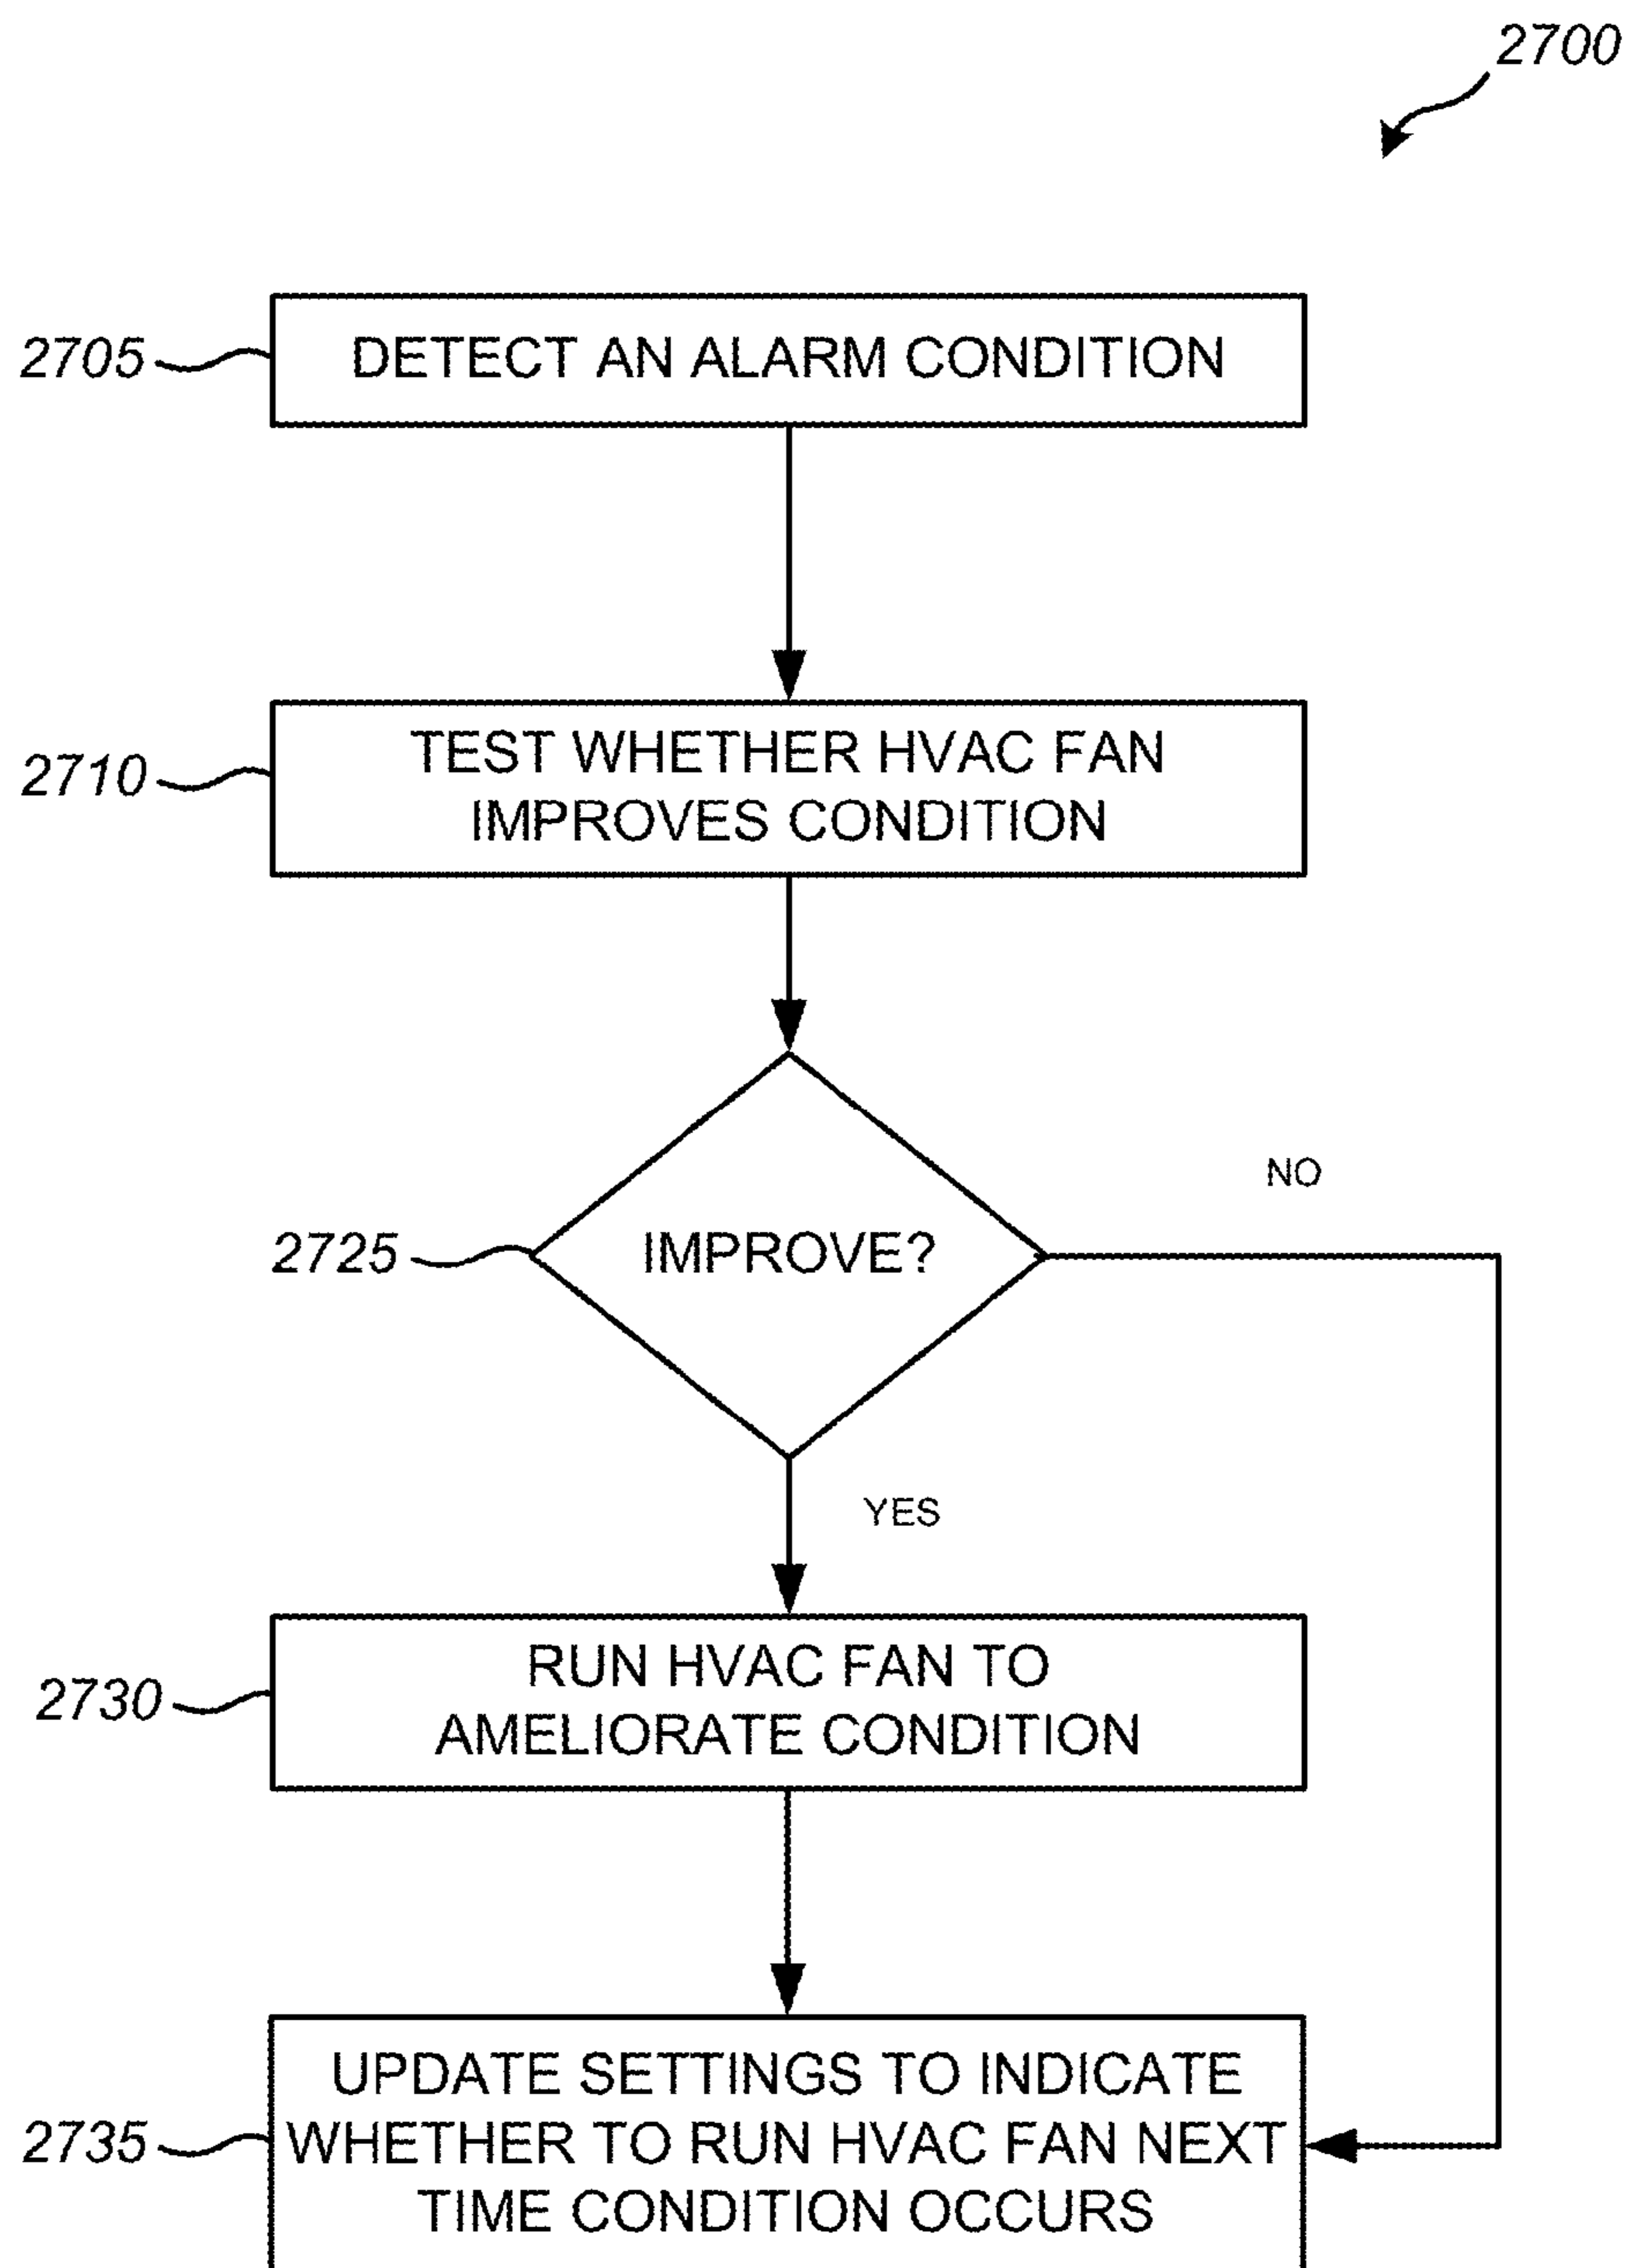 2700
2705
DETECT AN ALARM CONDITION
2710
TEST WHETHER HVAC FAN
IMPROVES CONDITION
2725
IMPROVE?
NO
YES
2730
RUN HVAC FAN TO
AMELIORATE CONDITION
2735
UPDATE SETTINGS TO INDICATE
WHETHER TO RUN HVAC FAN NEXT
TIME CONDITION OCCURS